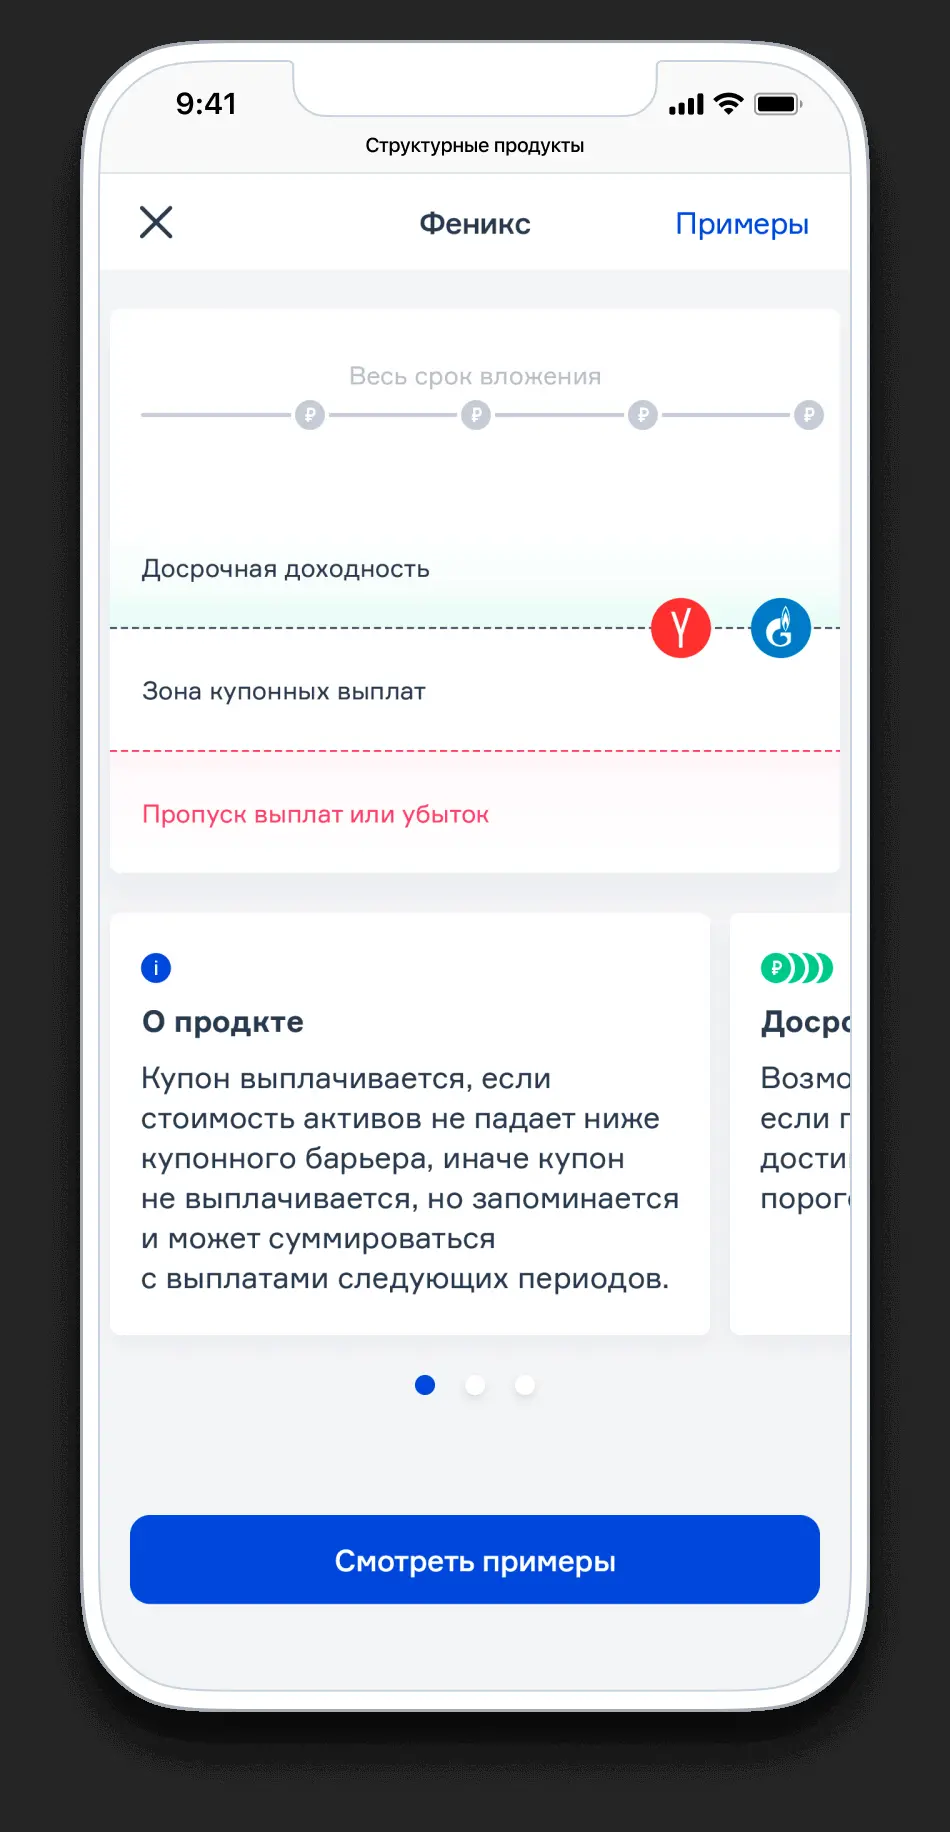 9:41
Структурные продукты
Феникс
Примеры
Весь срок вложения
₽ ₽ ₽ ₽
Досрочная доходность
Зона купонных выплат
Пропуск выплат или убыток
i
О продкте
Купон выплачивается, если
стоимость активов не падает ниже
купонного барьера, иначе купон
не выплачивается, но запоминается
и может суммироваться
с выплатами следующих периодов.
₽
Досро
Возмо
если п
дости
порого
Смотреть примеры